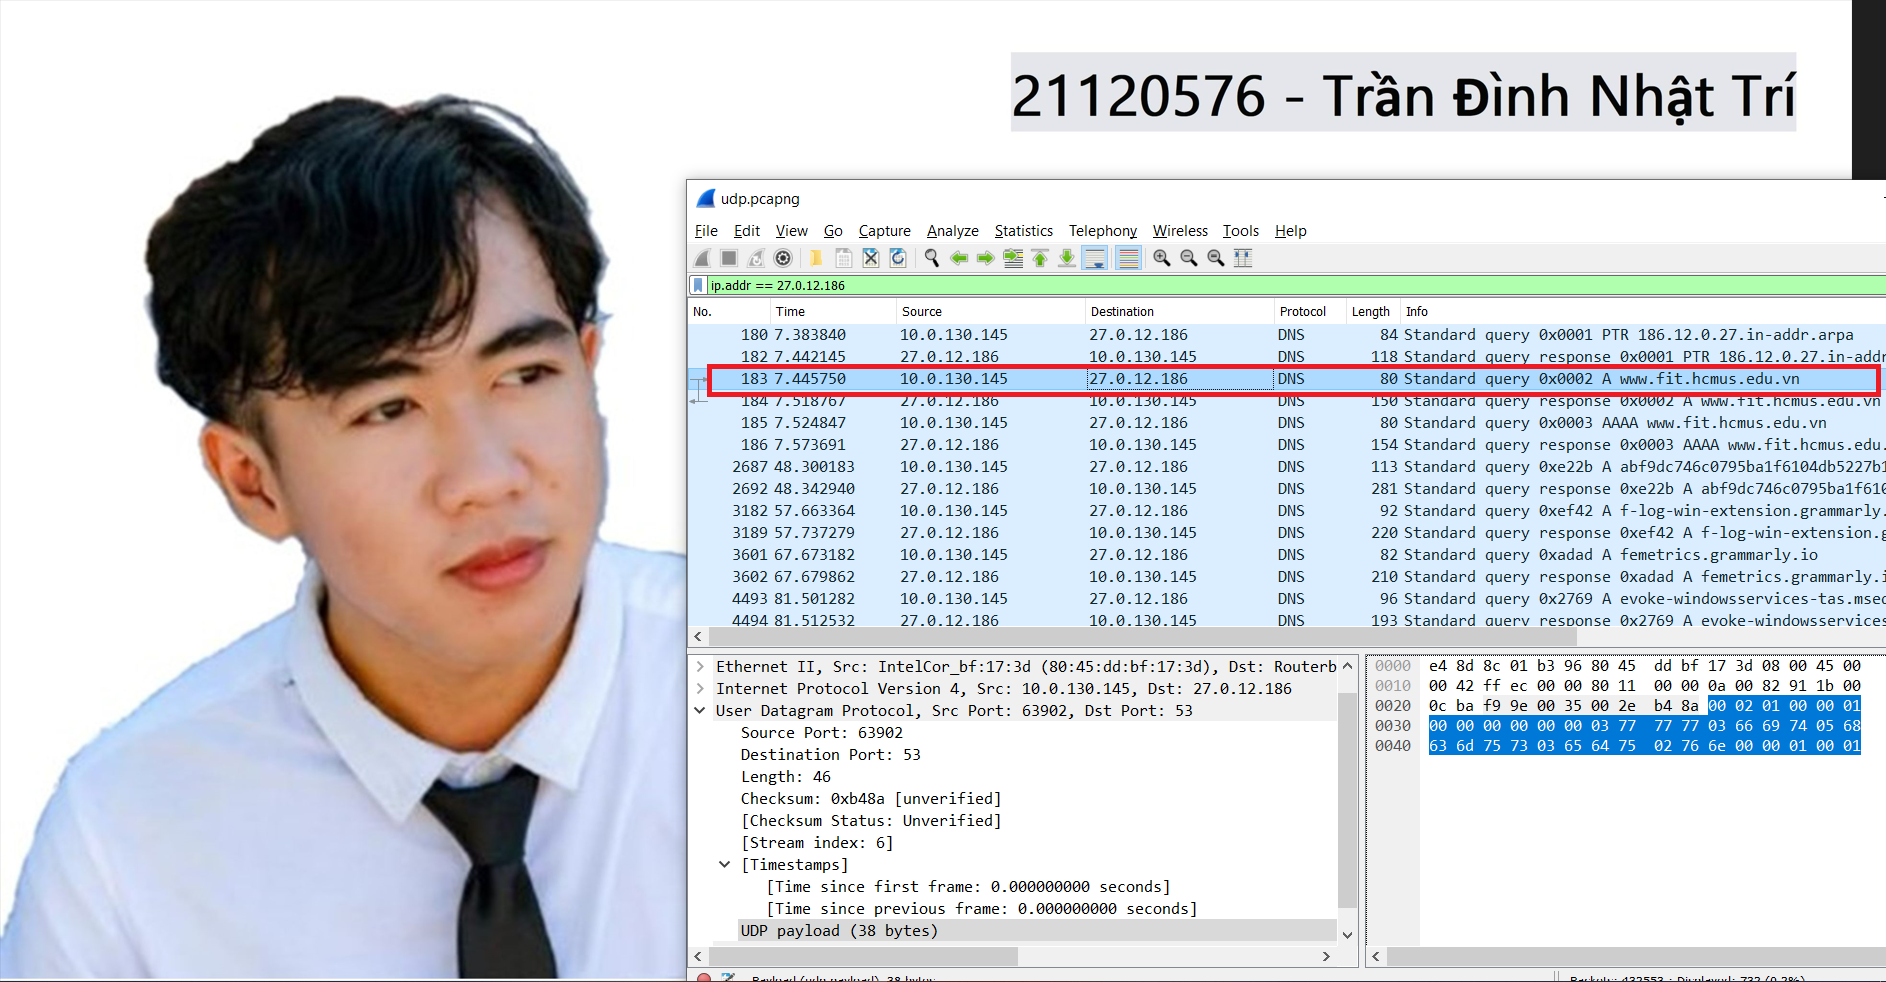 21120576 - Trần Đình Nhật Trí
udp.pcapng
File Edit View Go Capture Analyze Statistics Telephony Wireless Tools Help
ip.addr == 27.0.12.186
No. Time Source Destination Protocol Length Info
180 7.383840 10.0.130.145 27.0.12.186 DNS 84 Standard query 0x0001 PTR 186.12.0.27.in-addr.arpa
182 7.442145 27.0.12.186 10.0.130.145 DNS 118 Standard query response 0x0001 PTR 186.12.0.27.in-addr
183 7.445750 10.0.130.145 27.0.12.186 DNS 80 Standard query 0x0002 A www.fit.hcmus.edu.vn
184 7.518767 27.0.12.186 10.0.130.145 DNS 150 Standard query response 0x0002 A www.fit.hcmus.edu.vn
185 7.524847 10.0.130.145 27.0.12.186 DNS 80 Standard query 0x0003 AAAA www.fit.hcmus.edu.vn
186 7.573691 27.0.12.186 10.0.130.145 DNS 154 Standard query response 0x0003 AAAA www.fit.hcmus.edu.
2687 48.300183 10.0.130.145 27.0.12.186 DNS 113 Standard query 0xe22b A abf9dc746c0795ba1f6104db5227b1
2692 48.342940 27.0.12.186 10.0.130.145 DNS 281 Standard query response 0xe22b A abf9dc746c0795ba1f610
3182 57.663364 10.0.130.145 27.0.12.186 DNS 92 Standard query 0xef42 A f-log-win-extension.grammarly.
3189 57.737279 27.0.12.186 10.0.130.145 DNS 220 Standard query response 0xef42 A f-log-win-extension.g
3601 67.673182 10.0.130.145 27.0.12.186 DNS 82 Standard query 0xadad A femetrics.grammarly.io
3602 67.679862 27.0.12.186 10.0.130.145 DNS 210 Standard query response 0xadad A femetrics.grammarly.i
4493 81.501282 10.0.130.145 27.0.12.186 DNS 96 Standard query 0x2769 A evoke-windowsservices-tas.msed
4494 81.512532 27.0.12.186 10.0.130.145 DNS 193 Standard query response 0x2769 A evoke-windowsservices
Ethernet II, Src: IntelCor_bf:17:3d (80:45:dd:bf:17:3d), Dst: Routerb
Internet Protocol Version 4, Src: 10.0.130.145, Dst: 27.0.12.186
User Datagram Protocol, Src Port: 63902, Dst Port: 53
Source Port: 63902
Destination Port: 53
Length: 46
Checksum: 0xb48a [unverified]
[Checksum Status: Unverified]
[Stream index: 6]
[Timestamps]
[Time since first frame: 0.000000000 seconds]
[Time since previous frame: 0.000000000 seconds]
UDP payload (38 bytes)
0000 e4 8d 8c 01 b3 96 80 45 dd bf 17 3d 08 00 45 00
0010 00 42 ff ec 00 00 80 11 00 00 0a 00 82 91 1b 00
0020 0c ba f9 9e 00 35 00 2e b4 8a 00 02 01 00 00 01
0030 00 00 00 00 00 00 03 77 77 77 03 66 69 74 05 68
0040 63 6d 75 73 03 65 64 75 02 76 6e 00 00 01 00 01
Payload (udp.payload), 38 bytes
Packets: 432553 · Displayed: 732 (0.2%)